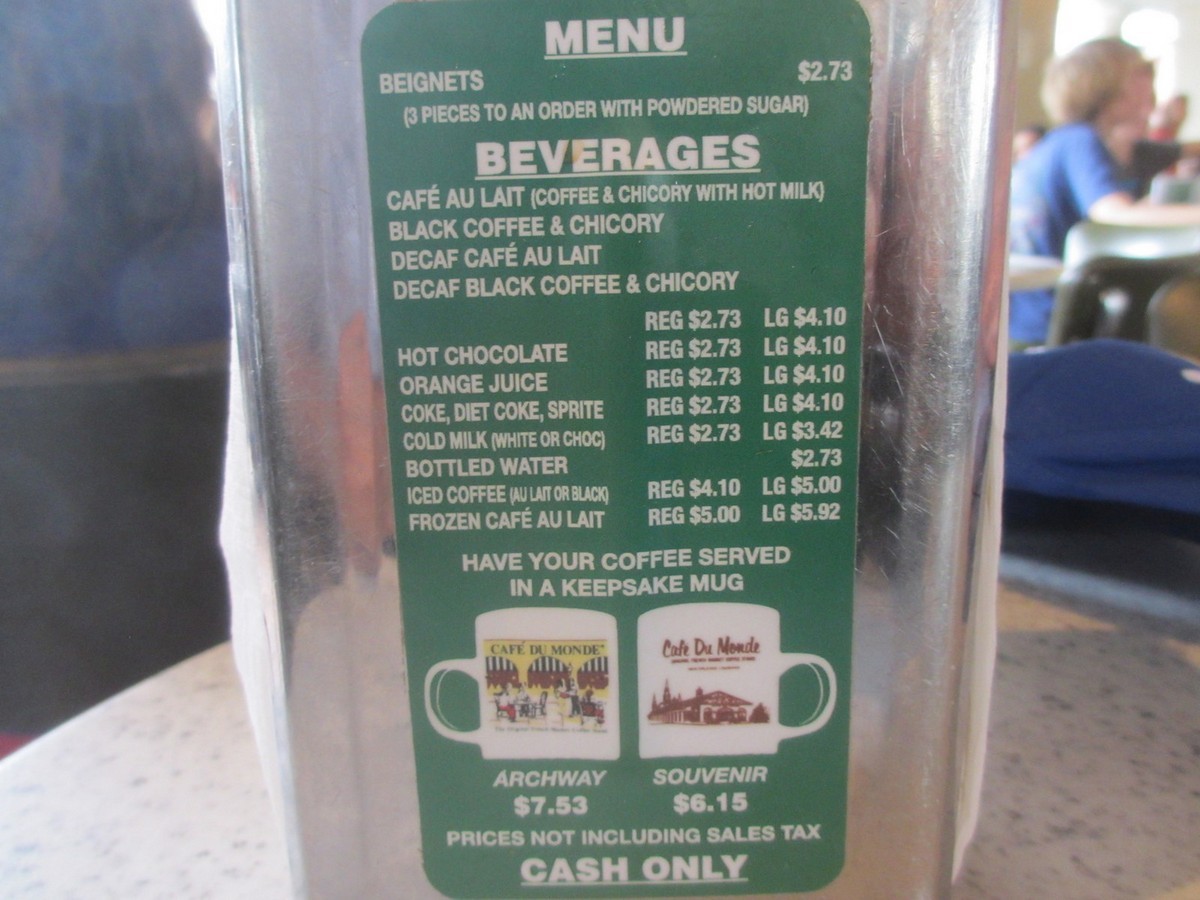 MENU
BEIGNETS $2.73
(3 PIECES TO AN ORDER WITH POWDERED SUGAR)
BEVERAGES
CAFÉ AU LAIT (COFFEE & CHICORY WITH HOT MILK)
BLACK COFFEE & CHICORY
DECAF CAFÉ AU LAIT
DECAF BLACK COFFEE & CHICORY
REG $2.73 LG $4.10
HOT CHOCOLATE REG $2.73 LG $4.10
ORANGE JUICE REG $2.73 LG $4.10
COKE, DIET COKE, SPRITE REG $2.73 LG $4.10
COLD MILK (WHITE OR CHOC) REG $2.73 LG $3.42
BOTTLED WATER $2.73
ICED COFFEE (AU LAIT OR BLACK) REG $4.10 LG $5.00
FROZEN CAFÉ AU LAIT REG $5.00 LG $5.92
HAVE YOUR COFFEE SERVED
IN A KEEPSAKE MUG
CAFÉ DU MONDE
Cafe Du Monde
ARCHWAY SOUVENIR
$7.53 $6.15
PRICES NOT INCLUDING SALES TAX
CASH ONLY